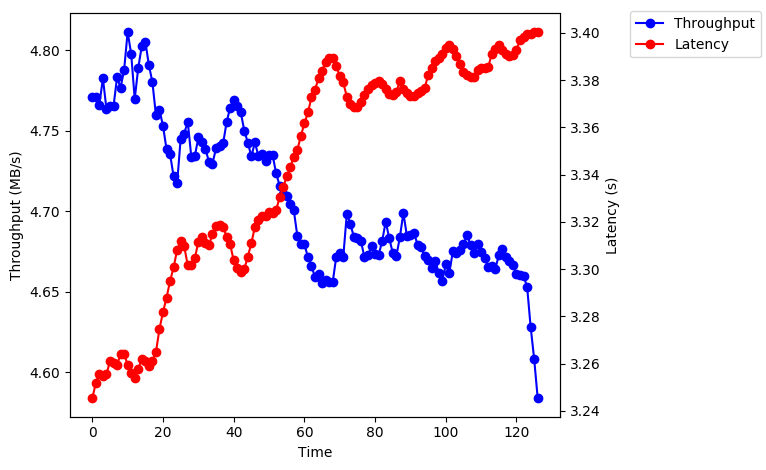 Throughput
Latency
Throughput (MB/s)
4.80
4.75
4.70
4.65
4.60
3.40
3.38
3.36
3.34
3.32
3.30
3.28
3.26
3.24
Latency (s)
0 20 40 60 80 100 120
Time